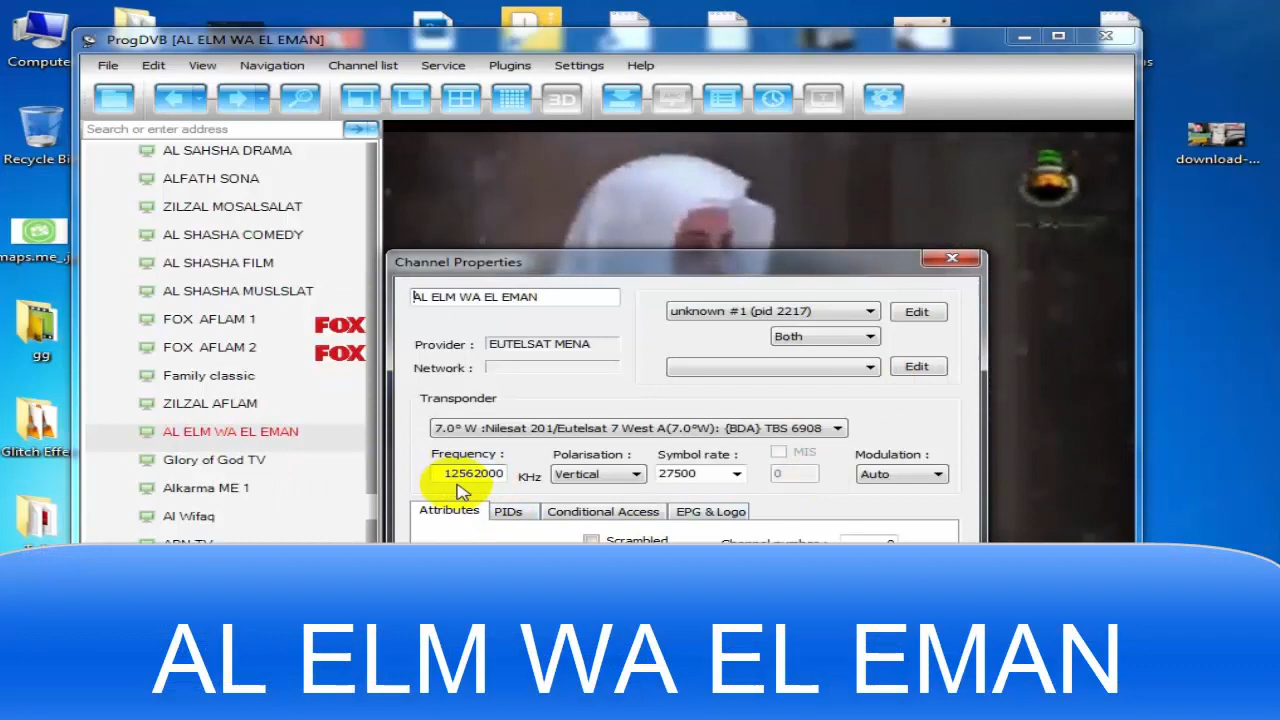 Compute
ProgDVB [AL ELM WA EL EMAN]
File Edit View Navigation Channel list Service Plugins Settings Help
3D
Search or enter address
Recycle Bi
download-...
AL SAHSHA DRAMA
ALFATH SONA
ZILZAL MOSALSALAT
AL SHASHA COMEDY
AL SHASHA FILM
AL SHASHA MUSLSLAT
FOX AFLAM 1 FOX
FOX AFLAM 2 FOX
Family classic
ZILZAL AFLAM
AL ELM WA EL EMAN
Glory of God TV
Alkarma ME 1
Al Wifaq
maps.me_.j
gg
Glitch Effe
Channel Properties
AL ELM WA EL EMAN
unknown #1 (pid 2217) Edit
Both
Provider : EUTELSAT MENA
Network :
Edit
Transponder
7.0° W :Nilesat 201/Eutelsat 7 West A(7.0°W): {BDA} TBS 6908
Frequency : Polarisation : Symbol rate : MIS Modulation :
12562000 KHz Vertical 27500 0 Auto
Attributes PIDs Conditional Access EPG & Logo
Scrambled Channel number : 0
AL ELM WA EL EMAN